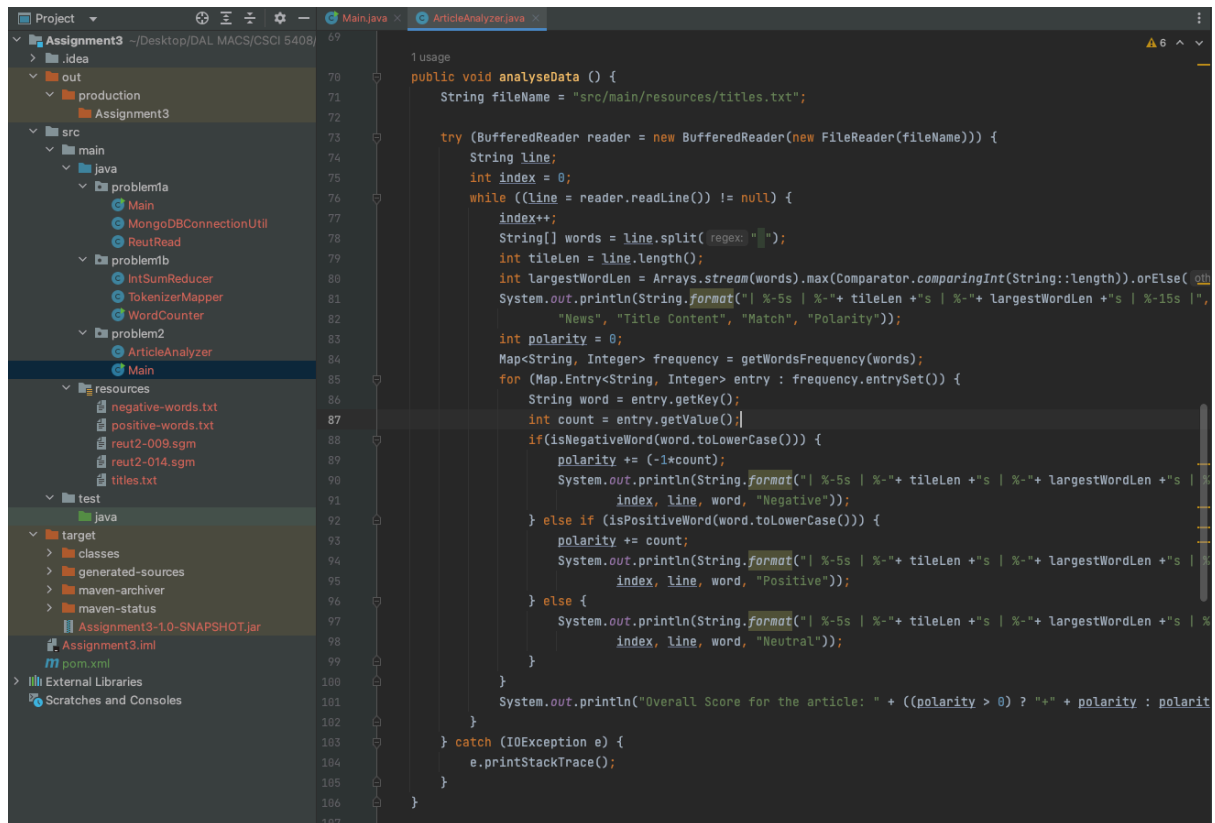 Project
Main.java
ArticleAnalyzer.java
Assignment3 ~/Desktop/DAL MACS/CSCI 5408/
.idea
out
production
Assignment3
src
main
java
problem1a
Main
MongoDBConnectionUtil
ReutRead
problem1b
IntSumReducer
TokenizerMapper
WordCounter
problem2
ArticleAnalyzer
Main
resources
negative-words.txt
positive-words.txt
reut2-009.sgm
reut2-014.sgm
titles.txt
test
java
target
classes
generated-sources
maven-archiver
maven-status
Assignment3-1.0-SNAPSHOT.jar
Assignment3.iml
pom.xml
External Libraries
Scratches and Consoles
69
6
1 usage
70 public void analyseData () {
71 String fileName = "src/main/resources/titles.txt";
72
73 try (BufferedReader reader = new BufferedReader(new FileReader(fileName))) {
74 String line;
75 int index = 0;
76 while ((line = reader.readLine()) != null) {
77 index++;
78 String[] words = line.split( regex: " ");
79 int tileLen = line.length();
80 int largestWordLen = Arrays.stream(words).max(Comparator.comparingInt(String::length)).orElse( oth
81 System.out.println(String.format("| %-5s | %-"+ tileLen +"s | %-"+ largestWordLen +"s | %-15s |",
82 "News", "Title Content", "Match", "Polarity"));
83 int polarity = 0;
84 Map<String, Integer> frequency = getWordsFrequency(words);
85 for (Map.Entry<String, Integer> entry : frequency.entrySet()) {
86 String word = entry.getKey();
87 int count = entry.getValue();
88 if(isNegativeWord(word.toLowerCase())) {
89 polarity += (-1*count);
90 System.out.println(String.format("| %-5s | %-"+ tileLen +"s | %-"+ largestWordLen +"s | %
91 index, line, word, "Negative"));
92 } else if (isPositiveWord(word.toLowerCase())) {
93 polarity += count;
94 System.out.println(String.format("| %-5s | %-"+ tileLen +"s | %-"+ largestWordLen +"s | %
95 index, line, word, "Positive"));
96 } else {
97 System.out.println(String.format("| %-5s | %-"+ tileLen +"s | %-"+ largestWordLen +"s | %
98 index, line, word, "Neutral"));
99 }
100 }
101 System.out.println("Overall Score for the article: " + ((polarity > 0) ? "+" + polarity : polarit
102 }
103 } catch (IOException e) {
104 e.printStackTrace();
105 }
106 }